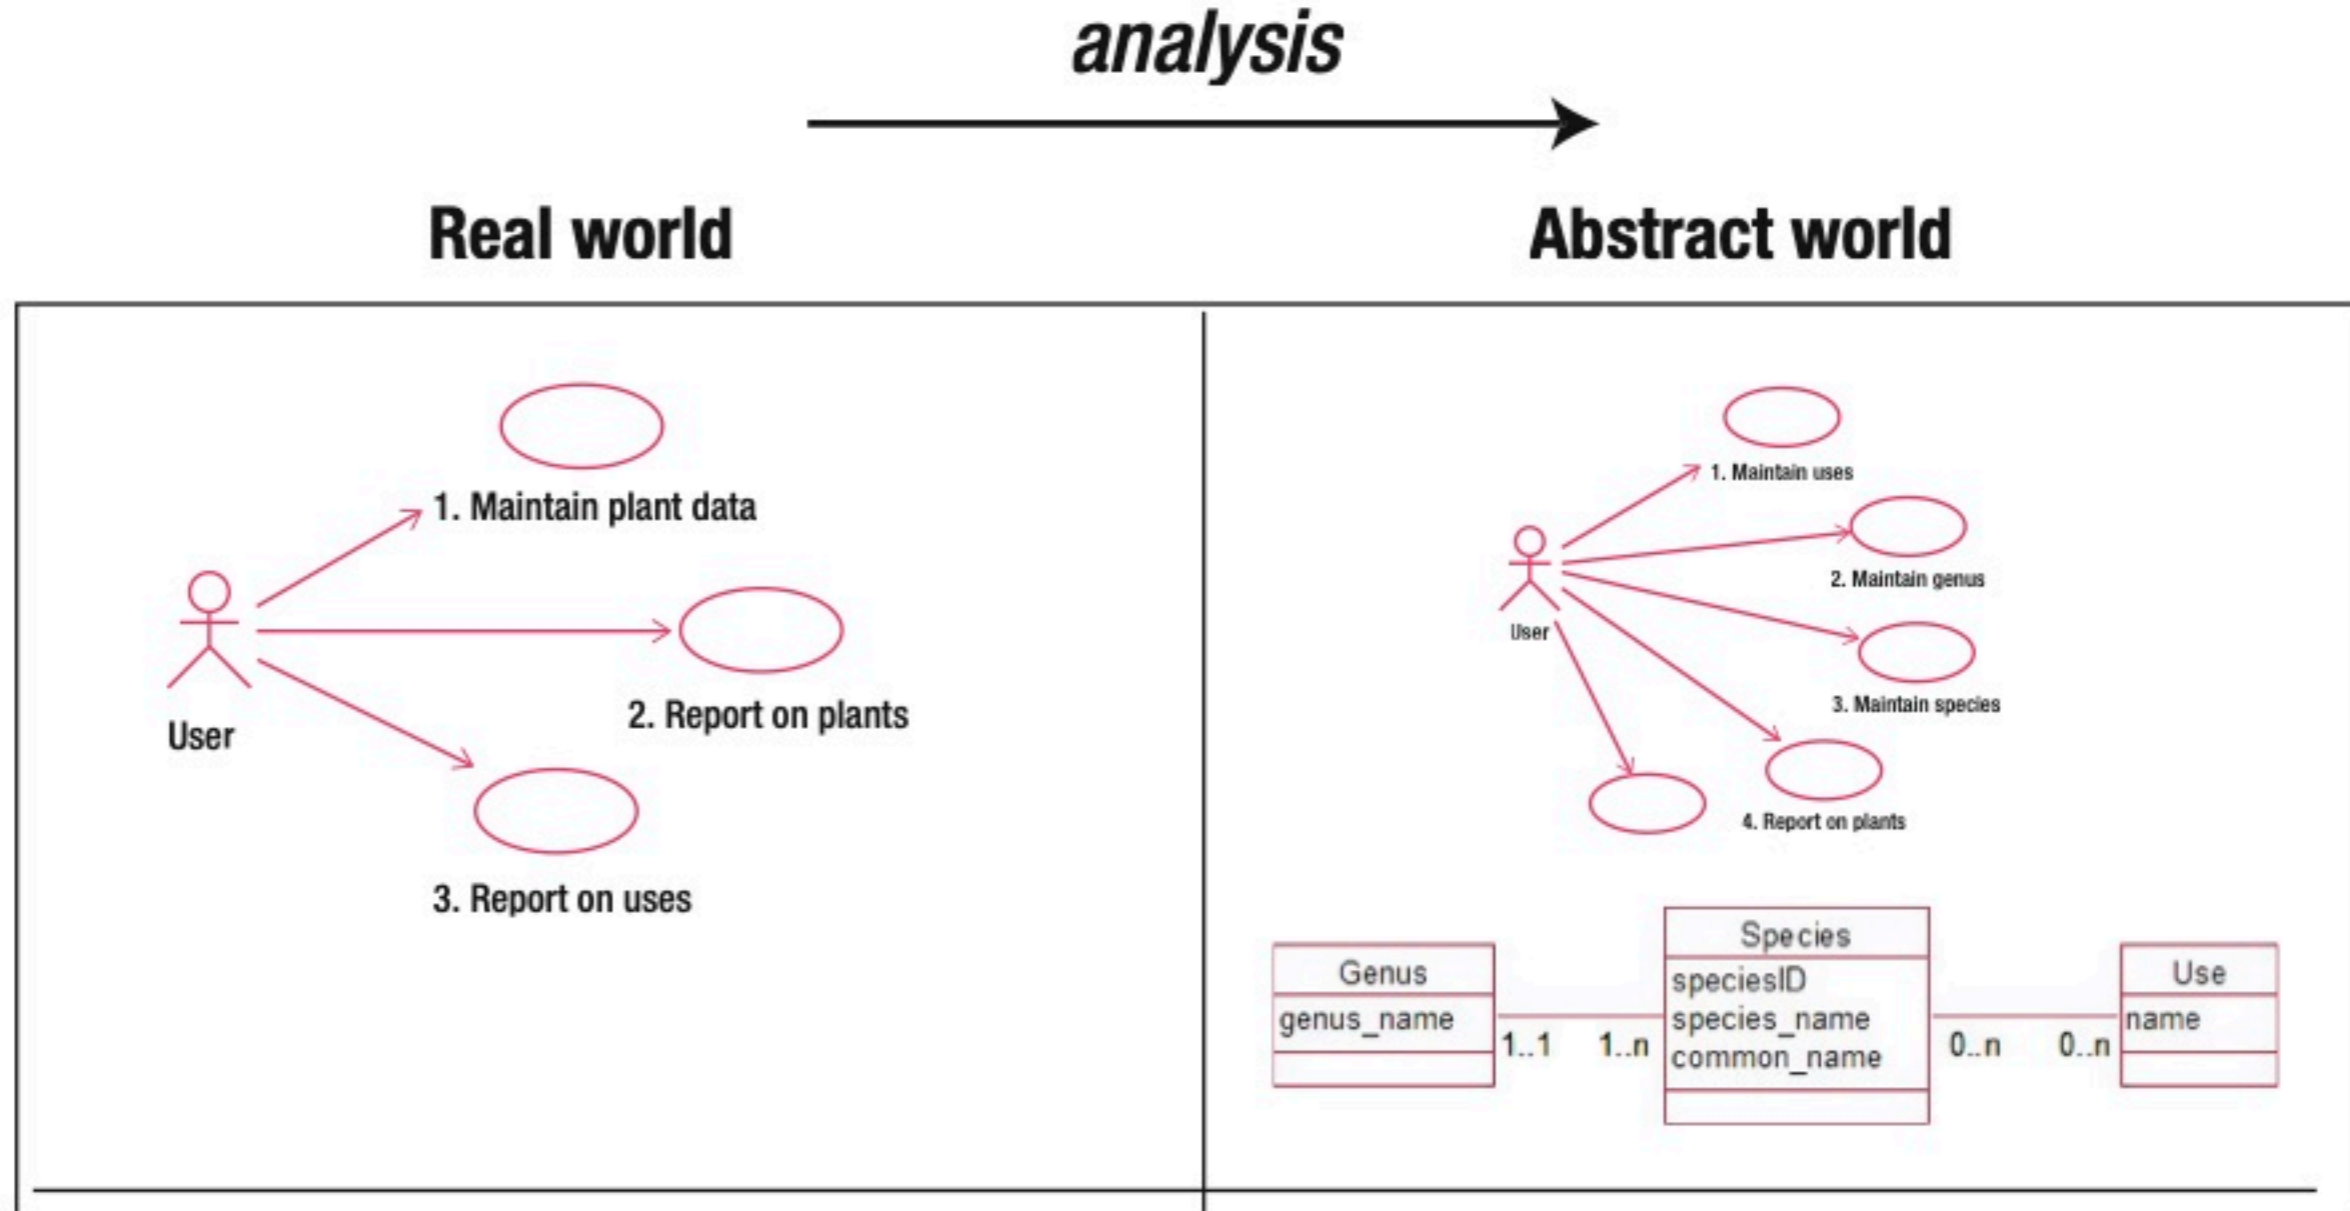 analysis
Real world
Abstract world
1. Maintain plant data
User
2. Report on plants
3. Report on uses
1. Maintain uses
2. Maintain genus
User
3. Maintain species
4. Report on plants
Genus
genus_name
1..1
1..n
Species
speciesID
species_name
common_name
0..n
0..n
Use
name